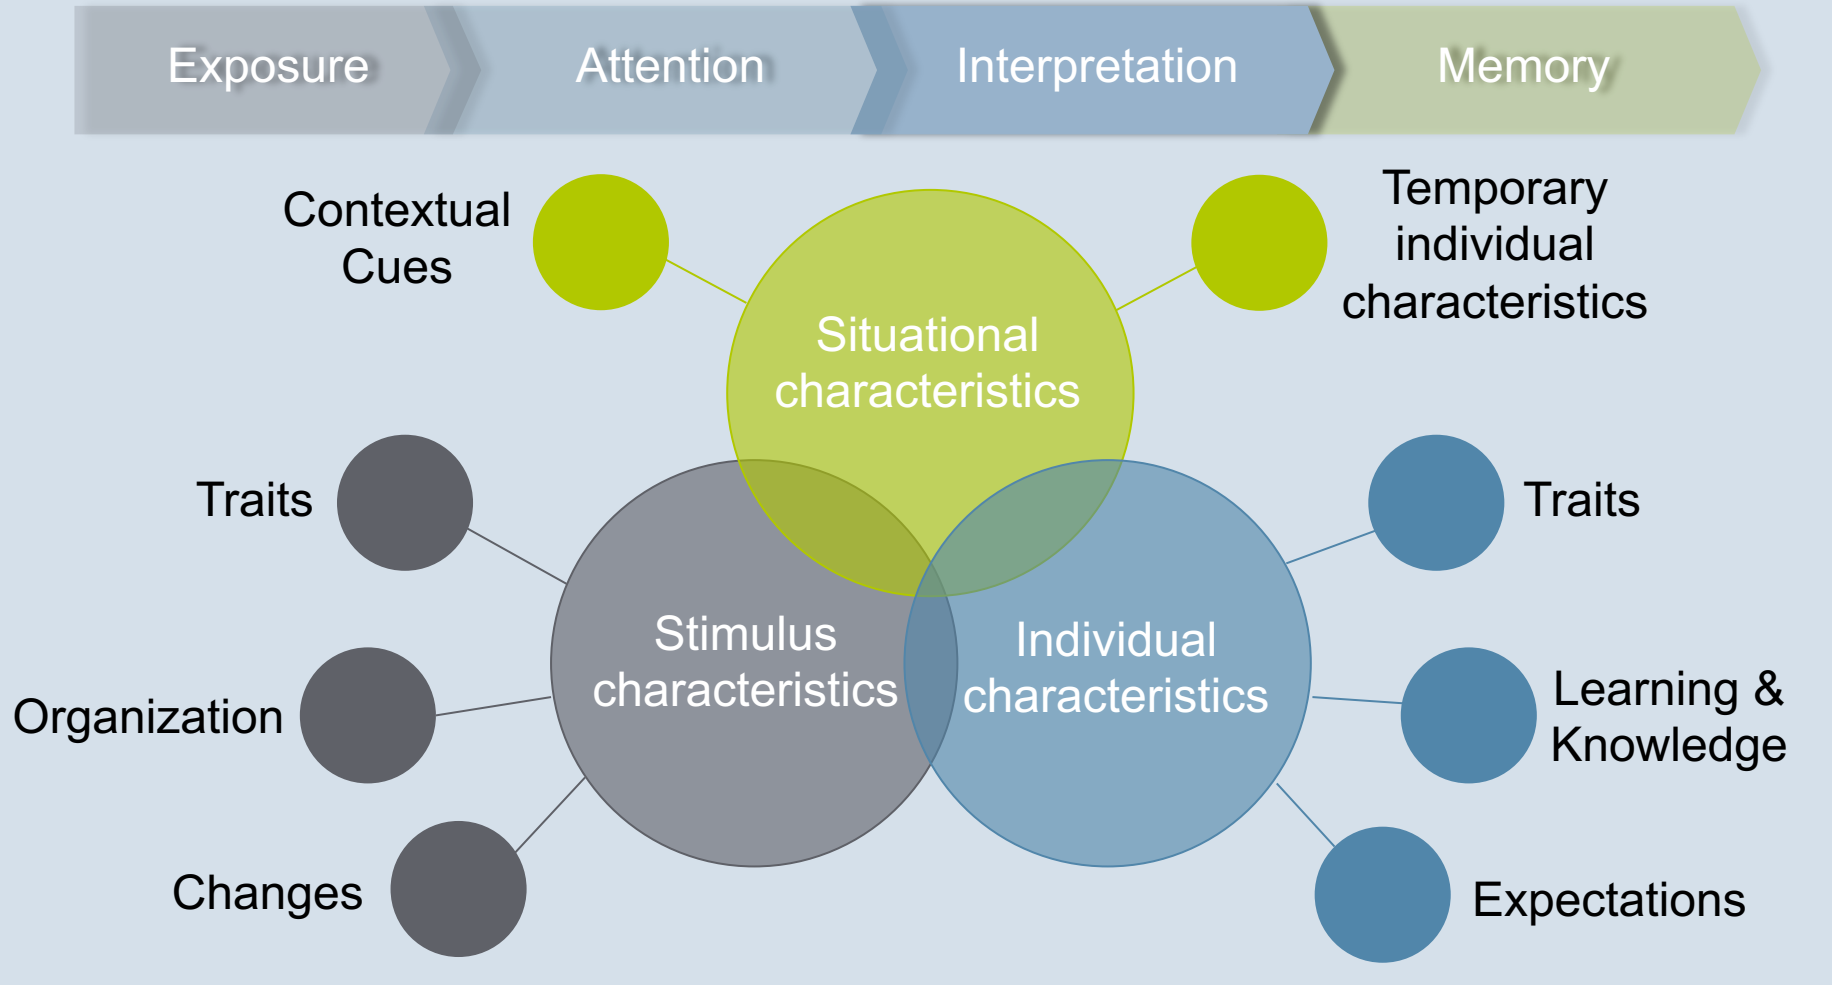 Exposure
Attention
Interpretation
Memory
Contextual
Cues
Temporary
individual
characteristics
Situational
characteristics
Traits
Traits
Stimulus
characteristics
Individual
characteristics
Organization
Learning &
Knowledge
Changes
Expectations